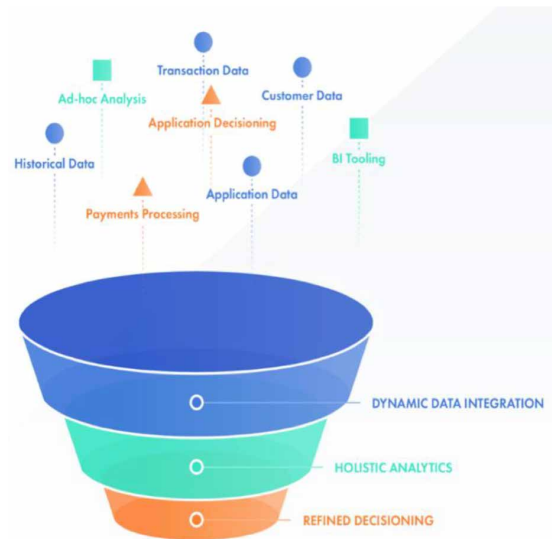 Transaction Data
Ad-hoc Analysis
Customer Data
Application Decisioning
Historical Data
BI Tooling
Application Data
Payments Processing
DYNAMIC DATA INTEGRATION
HOLISTIC ANALYTICS
REFINED DECISIONING